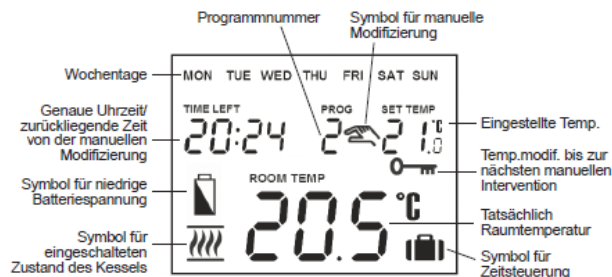 Programmnummer
Symbol für manuelle
Modifizierung
Wochentage
MON TUE WED THU FRI SAT SUN
Genaue Uhrzeit/
zurückliegende Zeit
von der manuellen
Modifizierung
TIME LEFT PROG SET TEMP
20:24 2 21.0 °C
Eingestellte Temp.
Temp.modif. bis zur
nächsten manuellen
Intervention
Symbol für niedrige
Batteriespannung
ROOM TEMP
20.5 °C
Tatsächlich
Raumtemperatur
Symbol für
eingeschalteten
Zustand des Kessels
Symbol für
Zeitsteuerung